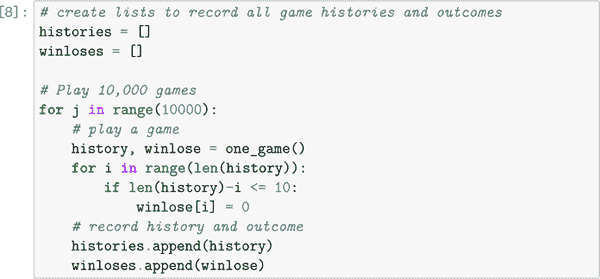 [8]: # create lists to record all game histories and outcomes
histories = []
winloses = []
# Play 10,000 games
for j in range(10000):
# play a game
history, winlose = one_game()
for i in range(len(history)):
if len(history)-i <= 10:
winlose[i] = 0
# record history and outcome
histories.append(history)
winloses.append(winlose)